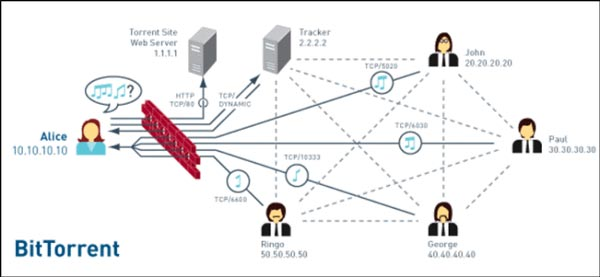 Torrent Site
Web Server
1.1.1.1
Tracker
2.2.2.2
John
20.20.20.20
?
HTTP
TCP/80
TCP/
DYNAMIC
TCP/5020
Alice
10.10.10.10
TCP/6030
Paul
30.30.30.30
TCP/10333
TCP/6600
BitTorrent
Ringo
50.50.50.50
George
40.40.40.40